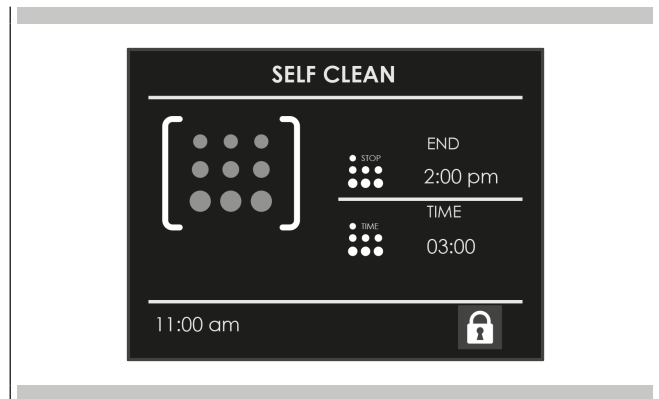 SELF CLEAN
STOP
END
2:00 pm
TIME
TIME
03:00
11:00 am